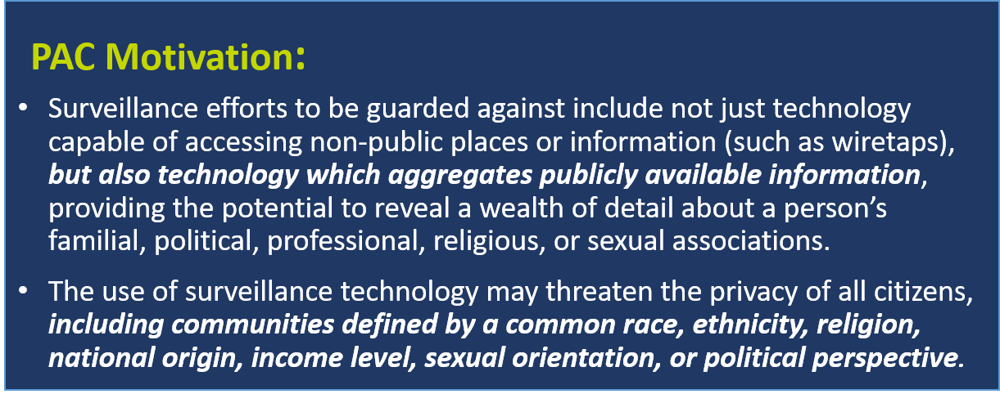 PAC Motivation:
• Surveillance efforts to be guarded against include not just technology
capable of accessing non-public places or information (such as wiretaps),
but also technology which aggregates publicly available information,
providing the potential to reveal a wealth of detail about a person’s
familial, political, professional, religious, or sexual associations.
• The use of surveillance technology may threaten the privacy of all citizens,
including communities defined by a common race, ethnicity, religion,
national origin, income level, sexual orientation, or political perspective.